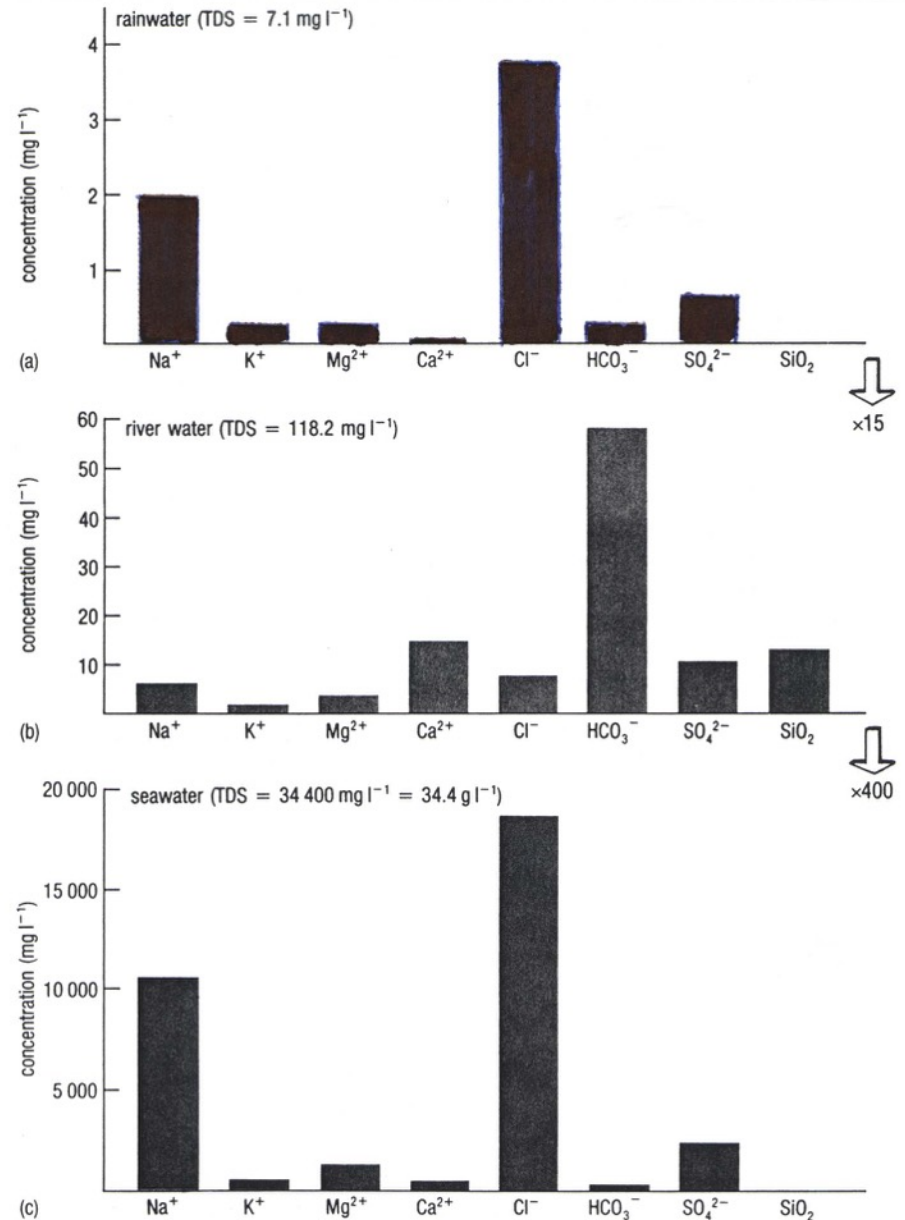 rainwater (TDS = 7.1 mg l⁻¹)
concentration (mg l⁻¹)
4
3
2
1
(a) Na⁺ K⁺ Mg²⁺ Ca²⁺ Cl⁻ HCO₃⁻ SO₄²⁻ SiO₂
×15
river water (TDS = 118.2 mg l⁻¹)
concentration (mg l⁻¹)
60
50
40
30
20
10
(b) Na⁺ K⁺ Mg²⁺ Ca²⁺ Cl⁻ HCO₃⁻ SO₄²⁻ SiO₂
×400
seawater (TDS = 34 400 mg l⁻¹ = 34.4 g l⁻¹)
concentration (mg l⁻¹)
20 000
15 000
10 000
5 000
(c) Na⁺ K⁺ Mg²⁺ Ca²⁺ Cl⁻ HCO₃⁻ SO₄²⁻ SiO₂